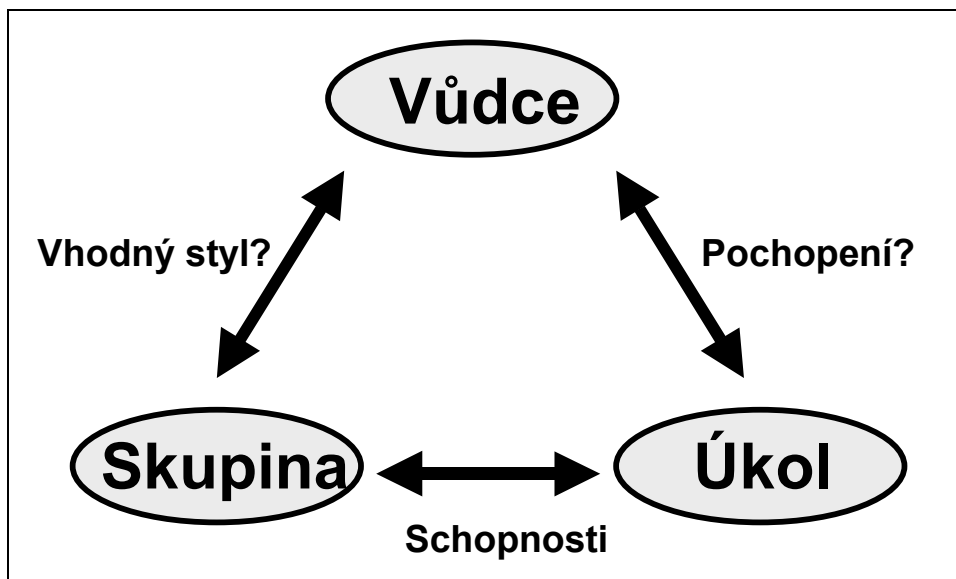 Vůdce
Vhodný styl?
Pochopení?
Skupina
Úkol
Schopnosti